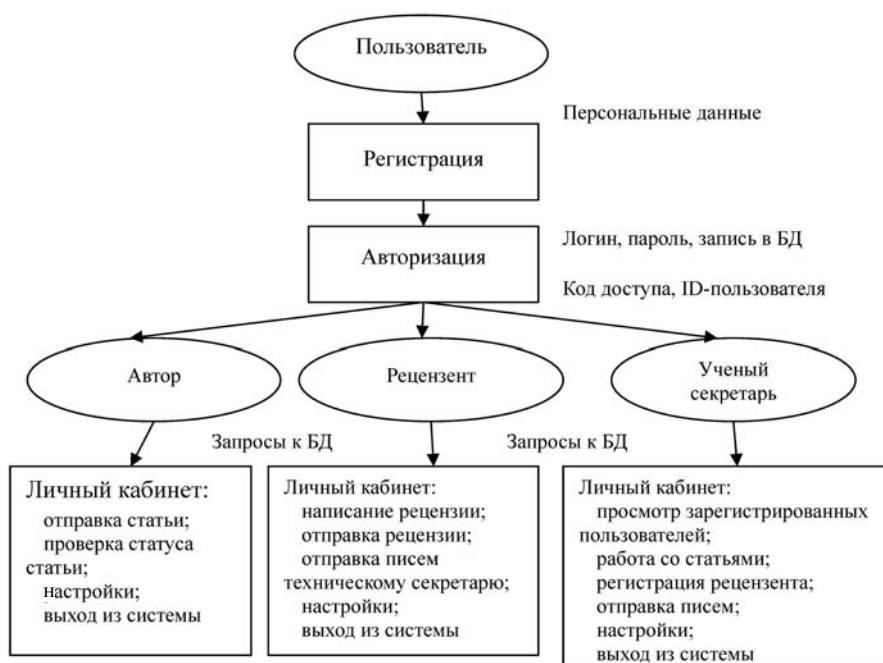 Пользователь
Персональные данные
Регистрация
Логин, пароль, запись в БД
Авторизация
Код доступа, ID-пользователя
Автор
Рецензент
Ученый
секретарь
Запросы к БД
Запросы к БД
Личный кабинет:
отправка статьи;
проверка статуса
статьи;
настройки;
выход из системы
Личный кабинет:
написание рецензии;
отправка рецензии;
отправка писем
техническому секретарю;
настройки;
выход из системы
Личный кабинет:
просмотр зарегистрированных
пользователей;
работа со статьями;
регистрация рецензента;
отправка писем;
настройки;
выход из системы